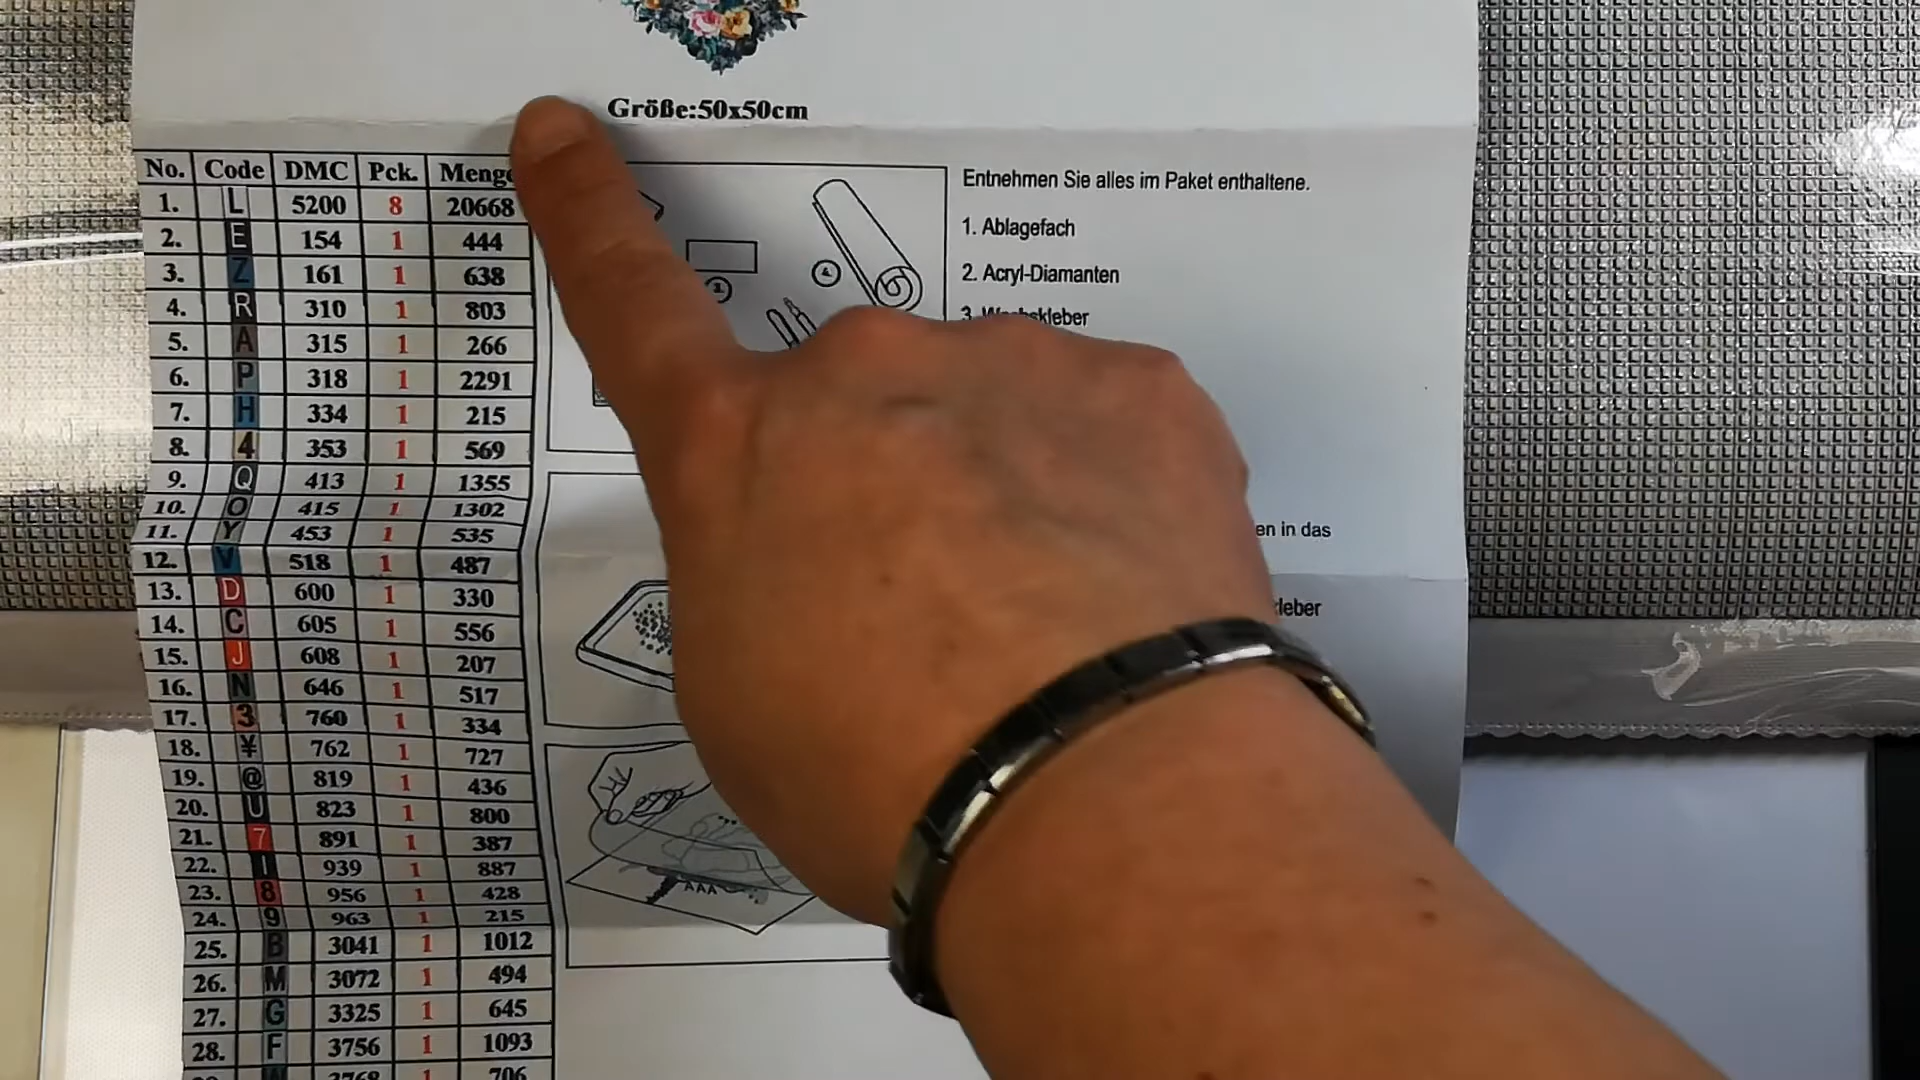 Größe:50x50cm
No. Code DMC Pck. Menge
1. L 5200 8 20668
2. E 154 1 444
3. Z 161 1 638
4. R 310 1 803
5. A 315 1 266
6. P 318 1 2291
7. H 334 1 215
8. 4 353 1 569
9. Q 413 1 1355
10. O 415 1 1302
11. Y 453 1 535
12. V 518 1 487
13. D 600 1 330
14. C 605 1 556
15. J 608 1 207
16. N 646 1 517
17. 3 760 1 334
18. ¥ 762 1 727
19. @ 819 1 436
20. U 823 1 800
21. 7 891 1 387
22. I 939 1 887
23. 8 956 1 428
24. 9 963 1 215
25. B 3041 1 1012
26. M 3072 1 494
27. G 3325 1 645
28. F 3756 1 1093
3768 1 706
4.
AAA
Entnehmen Sie alles im Paket enthaltene.
1. Ablagefach
2. Acryl-Diamanten
3.
en in das
kleber